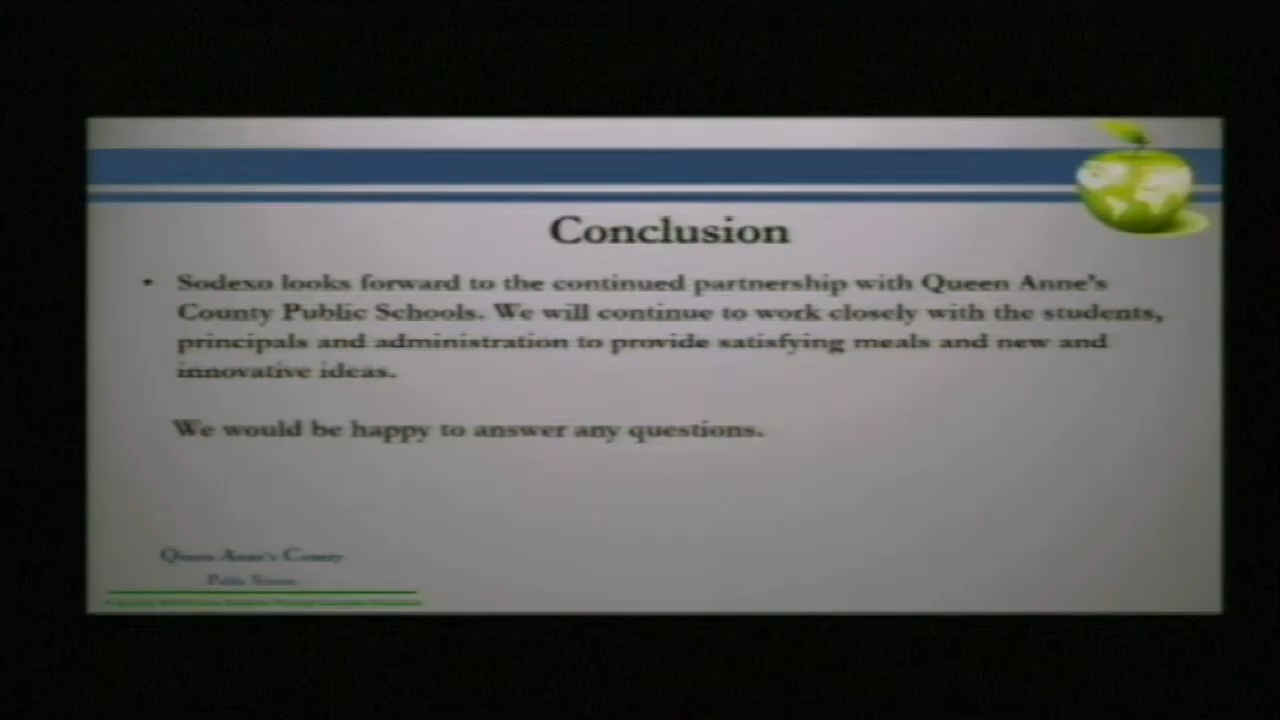 Conclusion
• Sodexo looks forward to the continued partnership with Queen Anne's
County Public Schools. We will continue to work closely with the students,
principals and administration to provide satisfying meals and new and
innovative ideas.
We would be happy to answer any questions.
Queen Anne's County
Public Schools